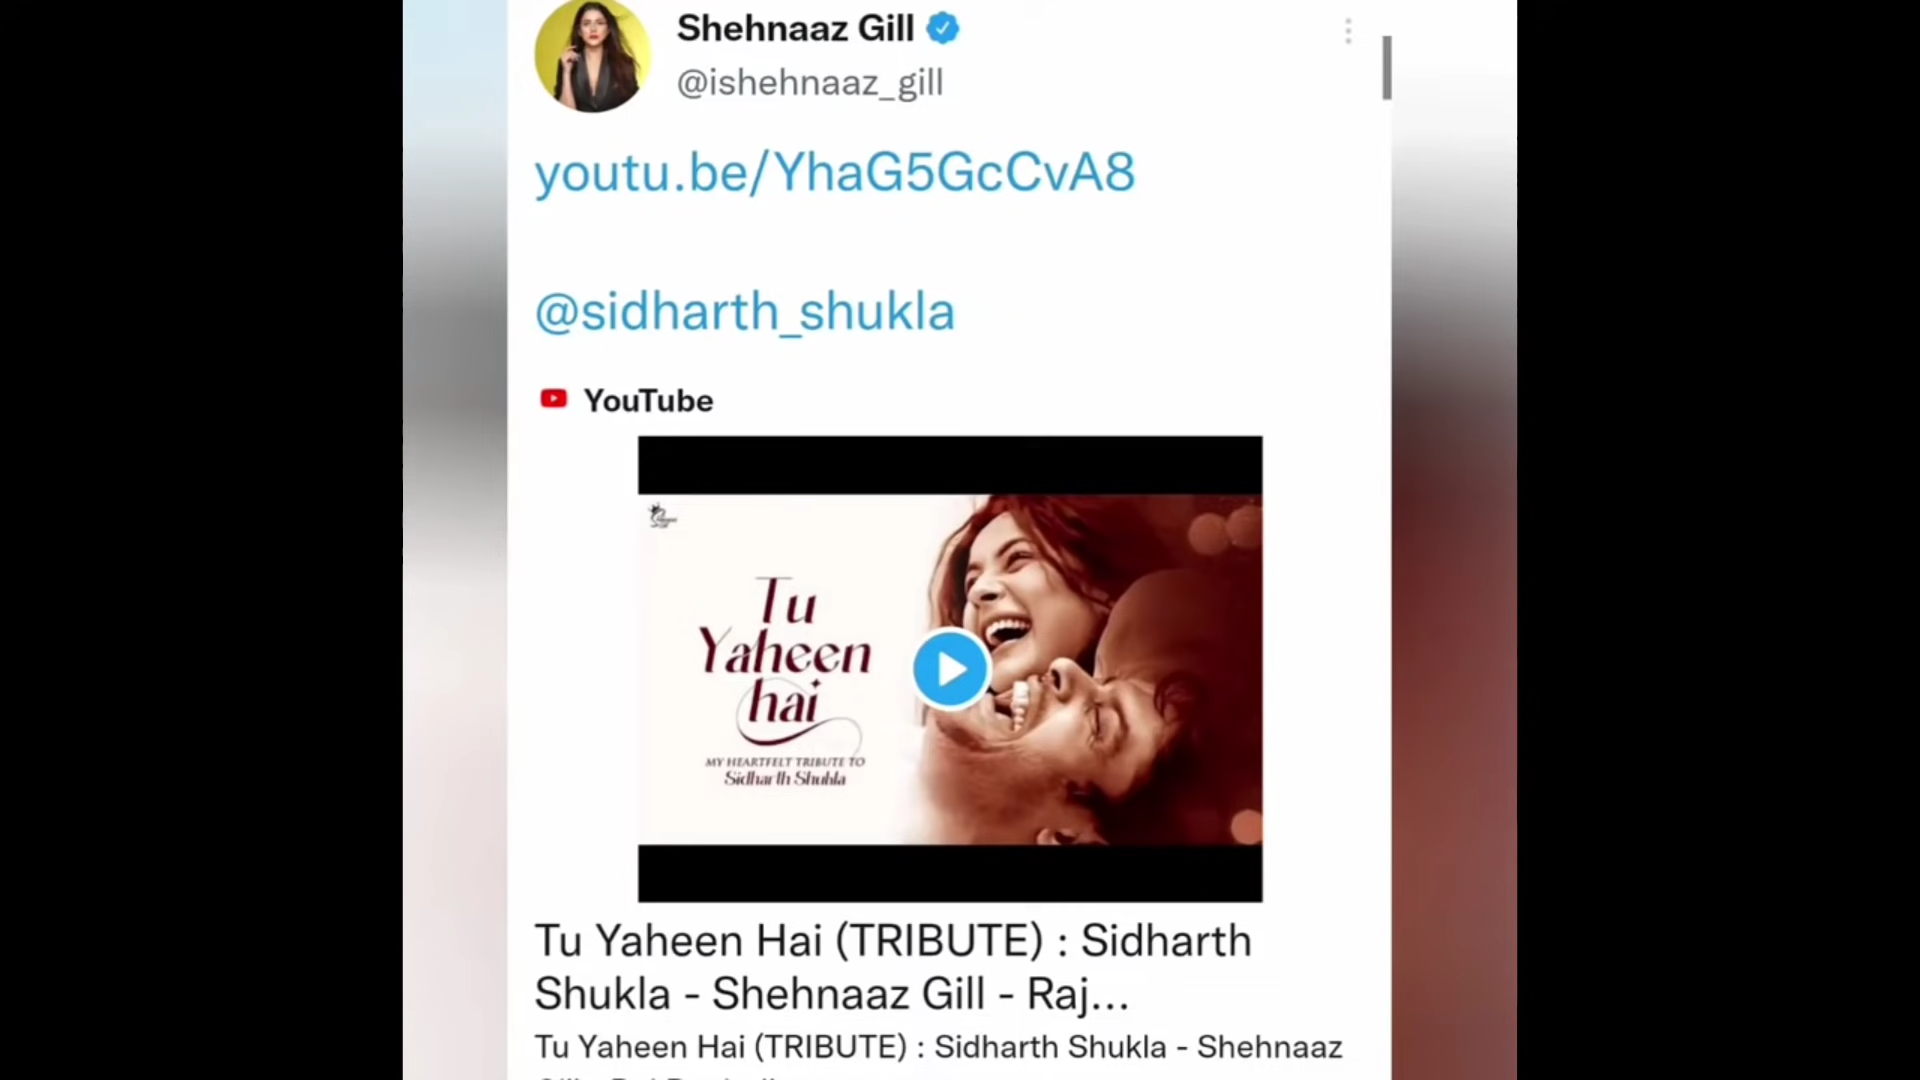 Shehnaaz Gill
@ishehnaaz_gill
youtu.be/YhaG5GcCvA8
@sidharth_shukla
YouTube
Tu
Yaheen
hai
MY HEARTFELT TRIBUTE TO
Sidharth Shukla
Tu Yaheen Hai (TRIBUTE) : Sidharth
Shukla - Shehnaaz Gill - Raj...
Tu Yaheen Hai (TRIBUTE) : Sidharth Shukla - Shehnaaz